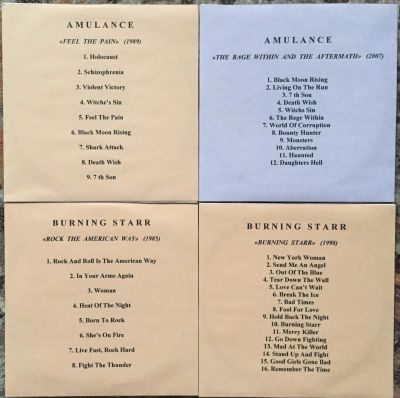 AMULANCE
«FEEL THE PAIN» (1989)
1. Holocaust
2. Schizophrenia
3. Violent Victory
4. Witche's Sin
5. Feel The Pain
6. Black Moon Rising
7. Shark Attack
8. Death Wish
9. 7 th Son
AMULANCE
«THE RAGE WITHIN AND THE AFTERMATH» (2007)
1. Black Moon Rising
2. Living On The Run
3. 7 th Son
4. Death Wish
5. Witchs Sin
6. The Rege Within
7. World Of Corruption
8. Bounty Hunter
9. Monsters
10. Aberration
11. Haunted
12. Daughters Hell
BURNING STARR
«ROCK THE AMERICAN WAY» (1985)
1. Rock And Roll Is The American Way
2. In Your Arms Again
3. Woman
4. Heat Of The Night
5. Born To Rock
6. She's On Fire
7. Live Fast, Rock Hard
8. Fight The Thunder
BURNING STARR
«BURNING STARR» (1998)
1. New York Woman
2. Send Me An Angel
3. Out Of The Blue
4. Tear Down The Wall
5. Love Caa't Wait
6. Break The Ice
7. Bad Times
8. Fool For Love
9. Hold Back The Night
10. Burning Starr
11. Mercy Killer
12. Go Down Fighting
13. Mad At The World
14. Stand Up And Fight
15. Good Girls Gone Bad
16. Remember The Time